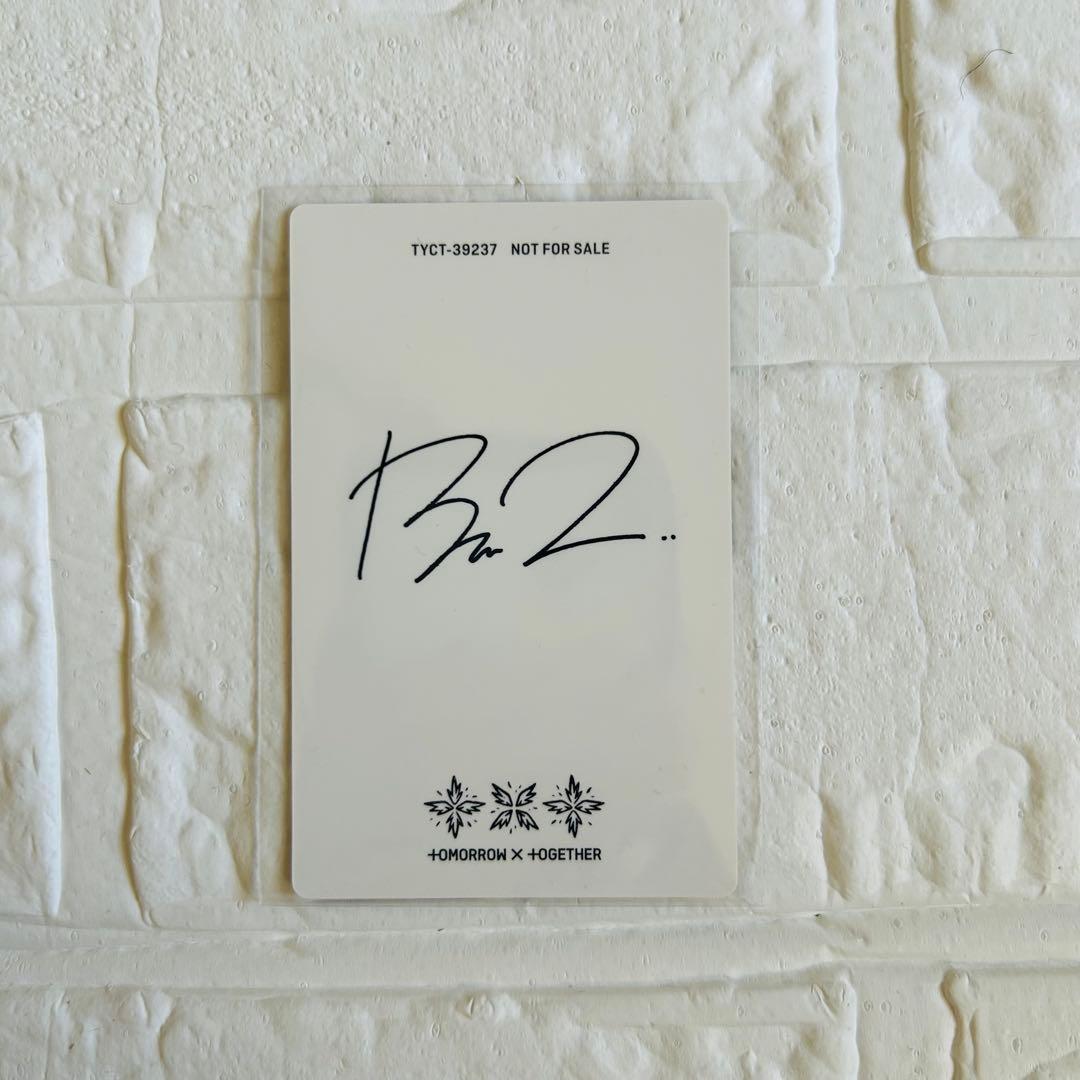 TYCT-39237 NOT FOR SALE
TOMORROW X TOGETHER